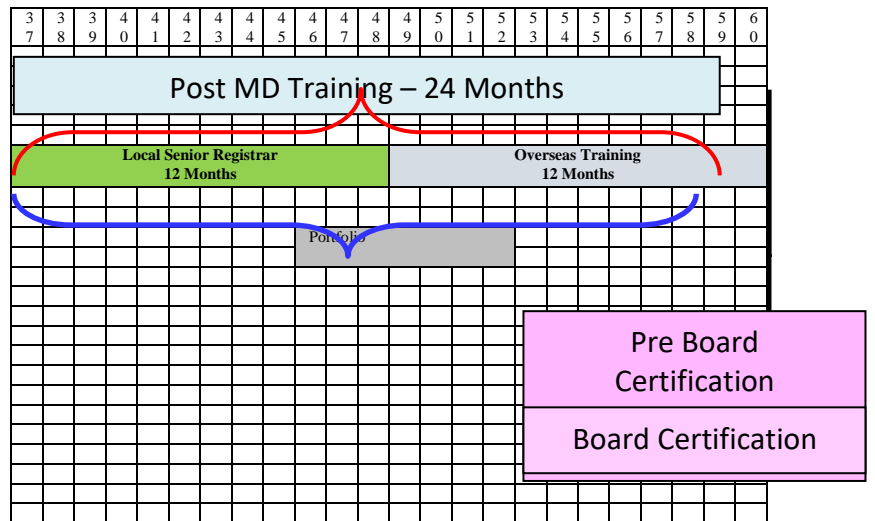 3 3 3 4 4 4 4 4 4 4 4 4 4 5 5 5 5 5 5 5 5 5 5 6
7 8 9 0 1 2 3 4 5 6 7 8 9 0 1 2 3 4 5 6 7 8 9 0
Post MD Training – 24 Months
Local Senior Registrar
12 Months
Overseas Training
12 Months
Portfolio
Pre Board
Certification
Board Certification